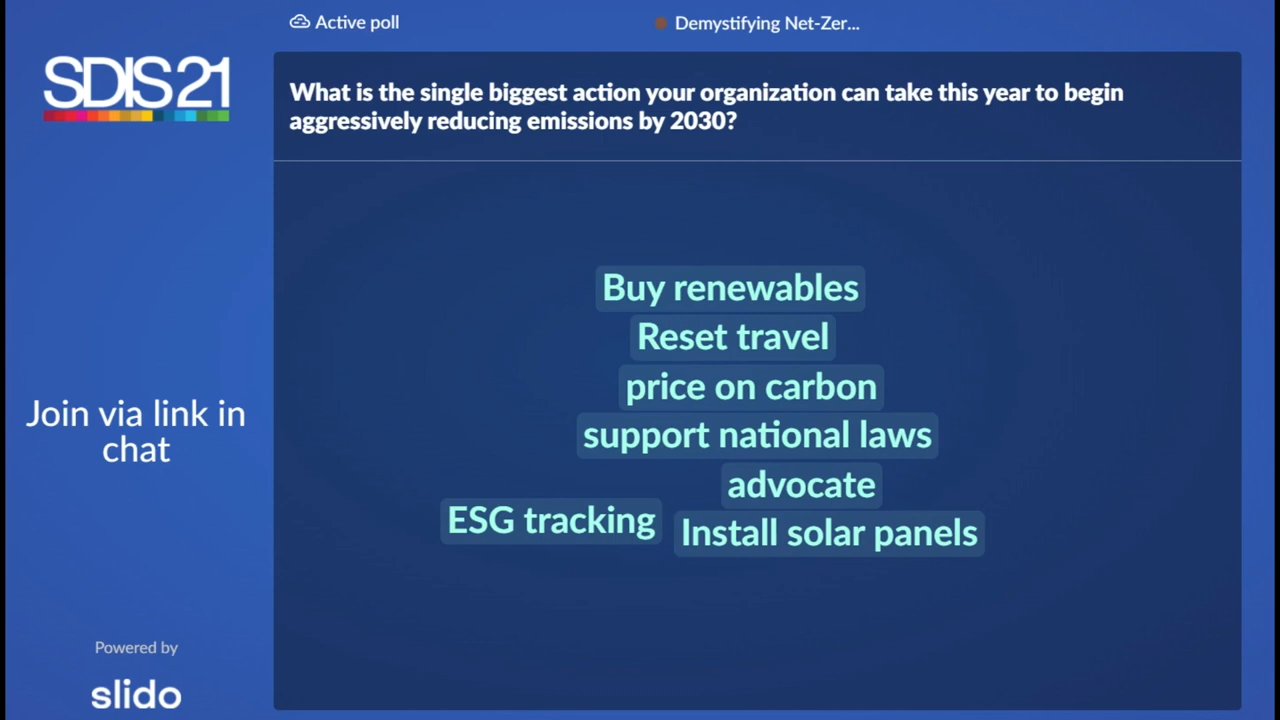 Active poll
Demystifying Net-Zer...
SDIS21
What is the single biggest action your organization can take this year to begin
aggressively reducing emissions by 2030?
Buy renewables
Reset travel
price on carbon
support national laws
advocate
ESG tracking
Install solar panels
Join via link in
chat
Powered by
slido